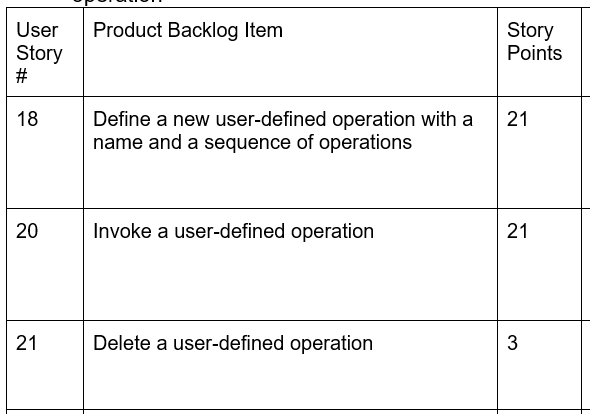 User
Story
#
Product Backlog Item
Story
Points
18
Define a new user-defined operation with a
name and a sequence of operations
21
20
Invoke a user-defined operation
21
21
Delete a user-defined operation
3